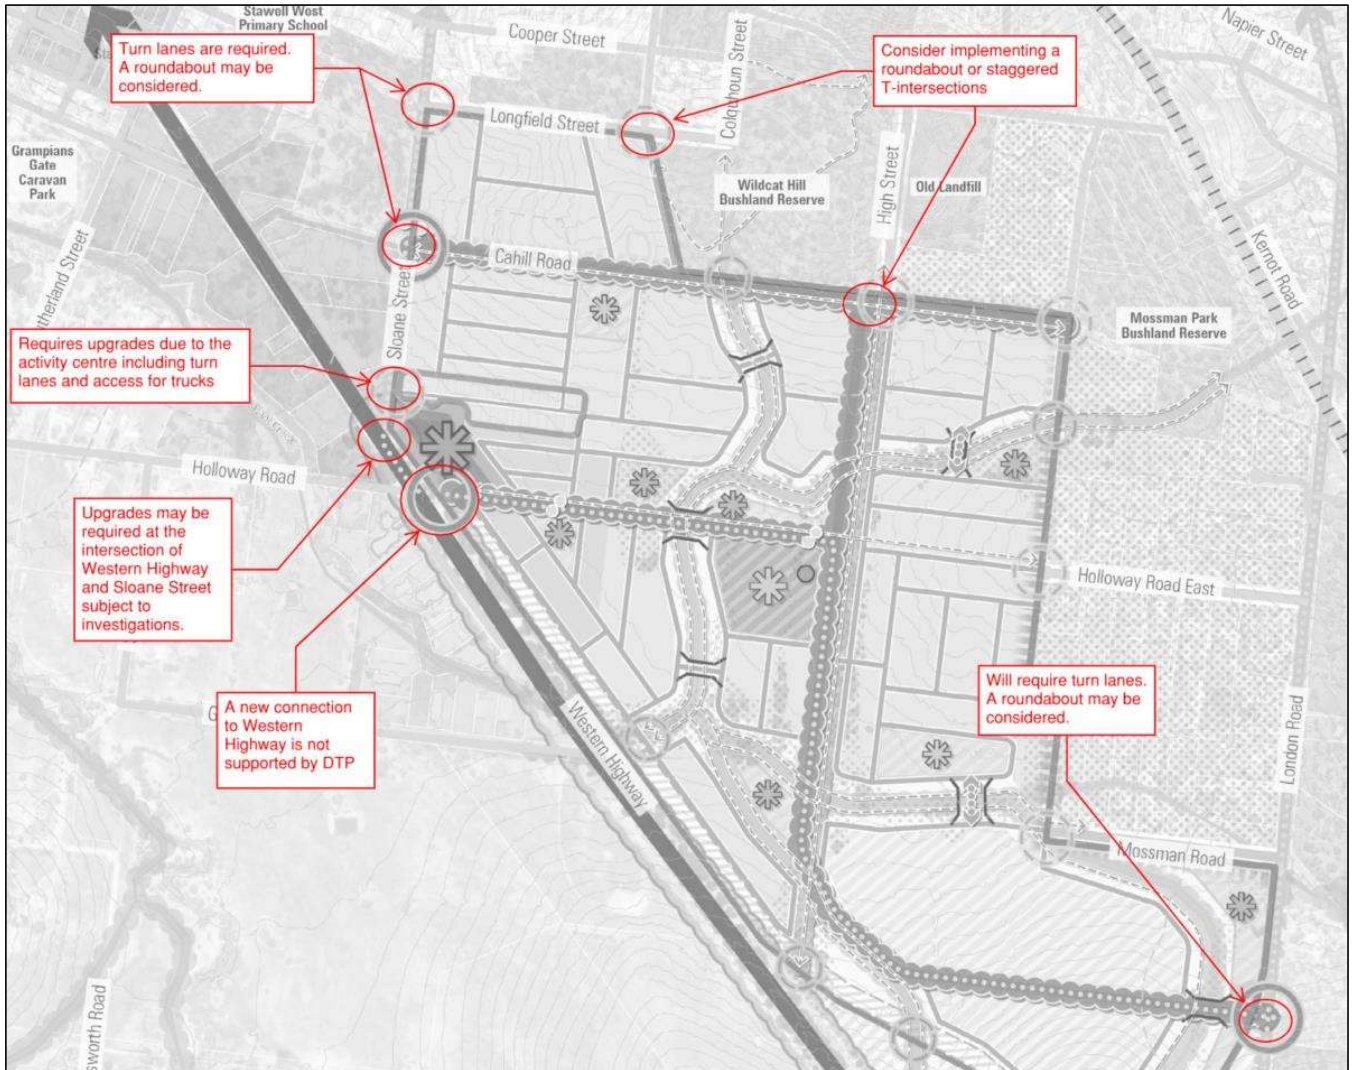 Stawell West
Primary School
Napier Street
Cooper Street
Turn lanes are required.
A roundabout may be
considered.
Consider implementing a
roundabout or staggered
T-intersections
Colquhoun Street
Longfield Street
Grampians
Gate
Caravan
Park
High Street
Wildcat Hill
Bushland Reserve
Old Landfill
Cahill Road
Kernot Road
Sloane Street
Mossman Park
Bushland Reserve
Requires upgrades due to the
activity centre including turn
lanes and access for trucks
Holloway Road
Upgrades may be
required at the
intersection of
Western Highway
and Sloane Street
subject to
investigations.
Holloway Road East
A new connection
to Western
Highway is not
supported by DTP
Will require turn lanes.
A roundabout may be
considered.
Western Highway
London Road
Mossman Road
sworth Road